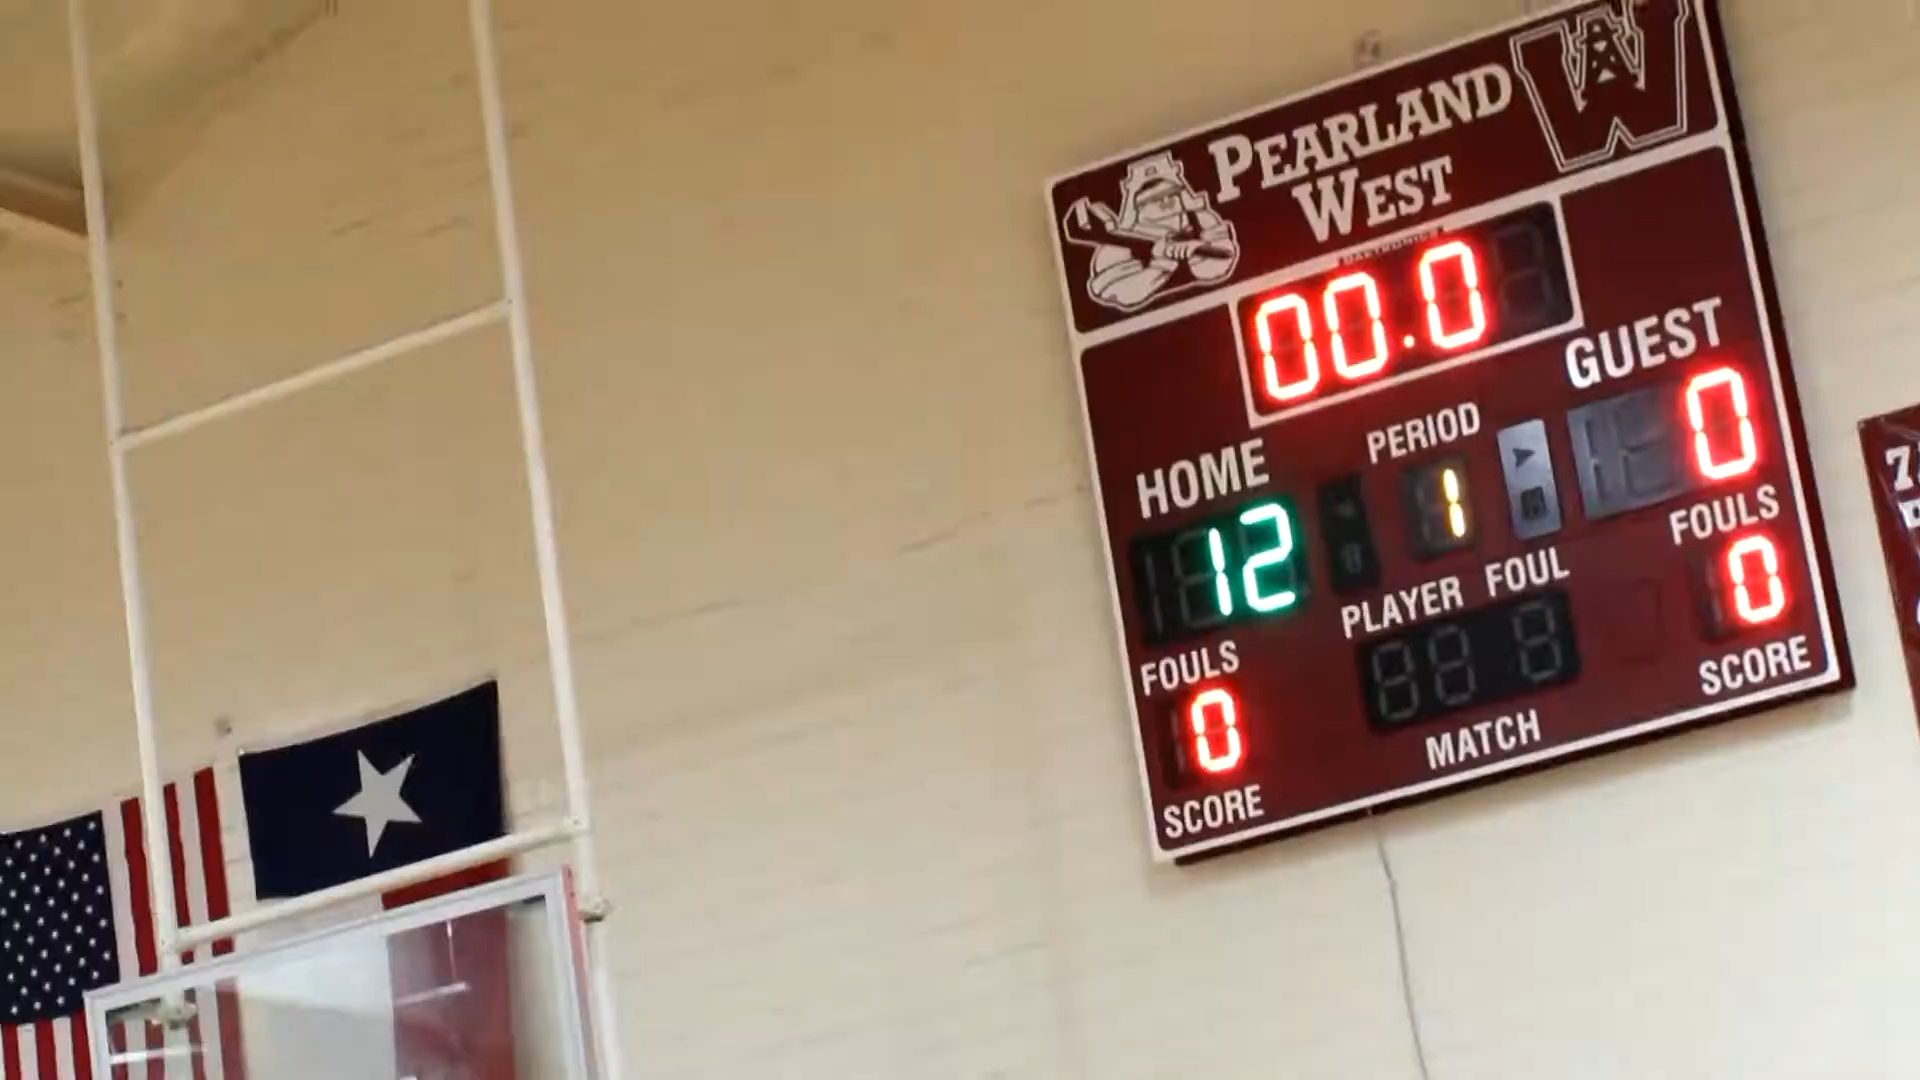 PEARLAND
WEST
W
DAKTRONICS
00.0
GUEST
HOME
PERIOD
0
12
1
FOULS
PLAYER FOUL
0
FOULS
SCORE
0
MATCH
SCORE